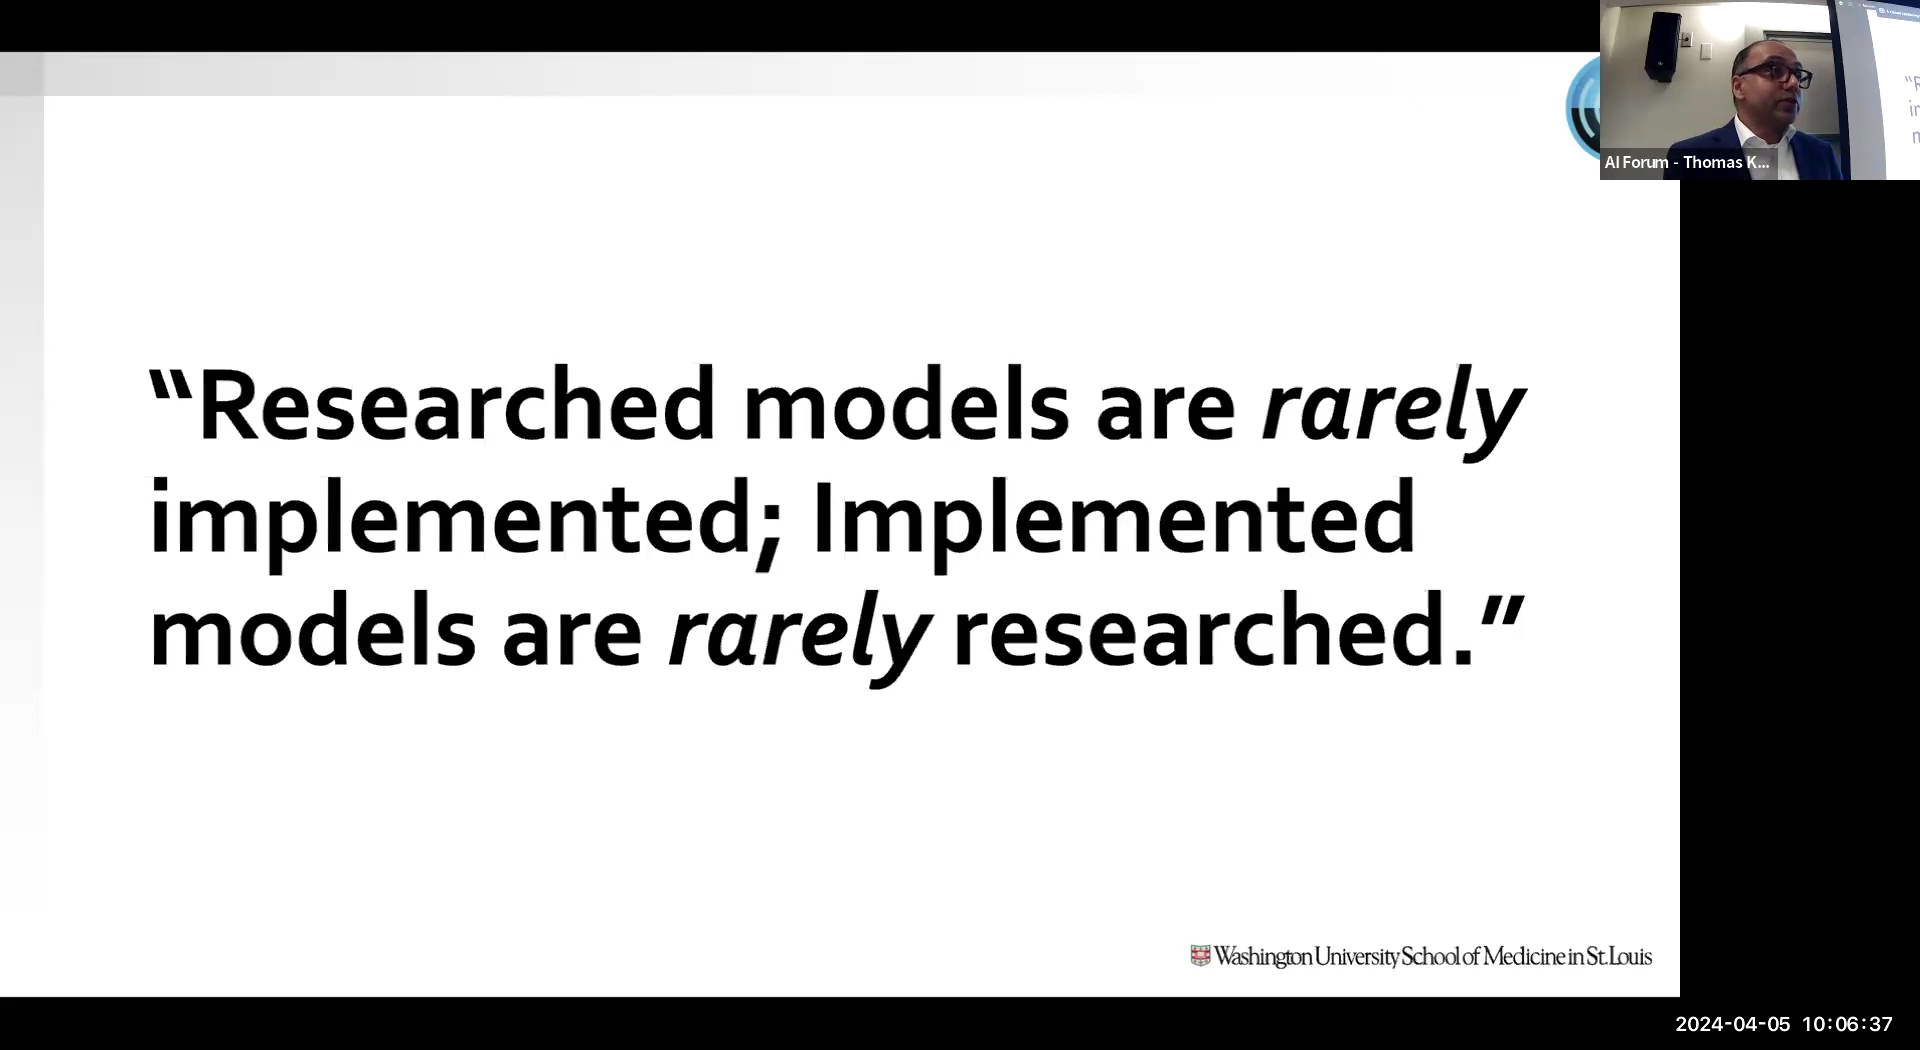 “Researched models are rarely
implemented; Implemented
models are rarely researched.”
Washington University School of Medicine in St. Louis
AI Forum - Thomas K...
2024-04-05 10:06:37